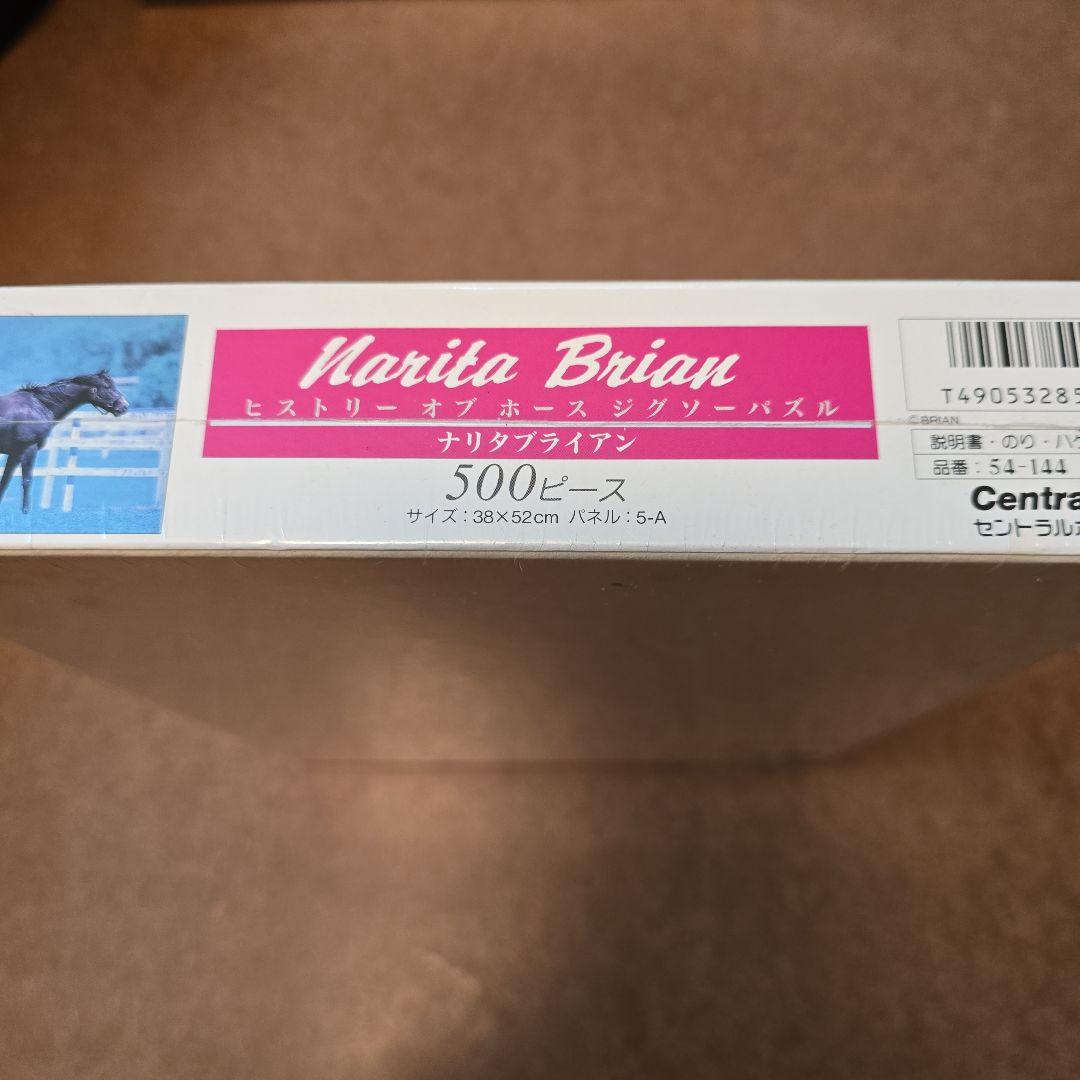 Narita Brian
ヒストリー オブ ホース ジグソーパズル
ナリタブライアン
500ピース
サイズ：38×52cm パネル：5-A
T49053285
©BRIAN
説明書・のり・ハケ
品番：54-144
Centra
セントラルホ